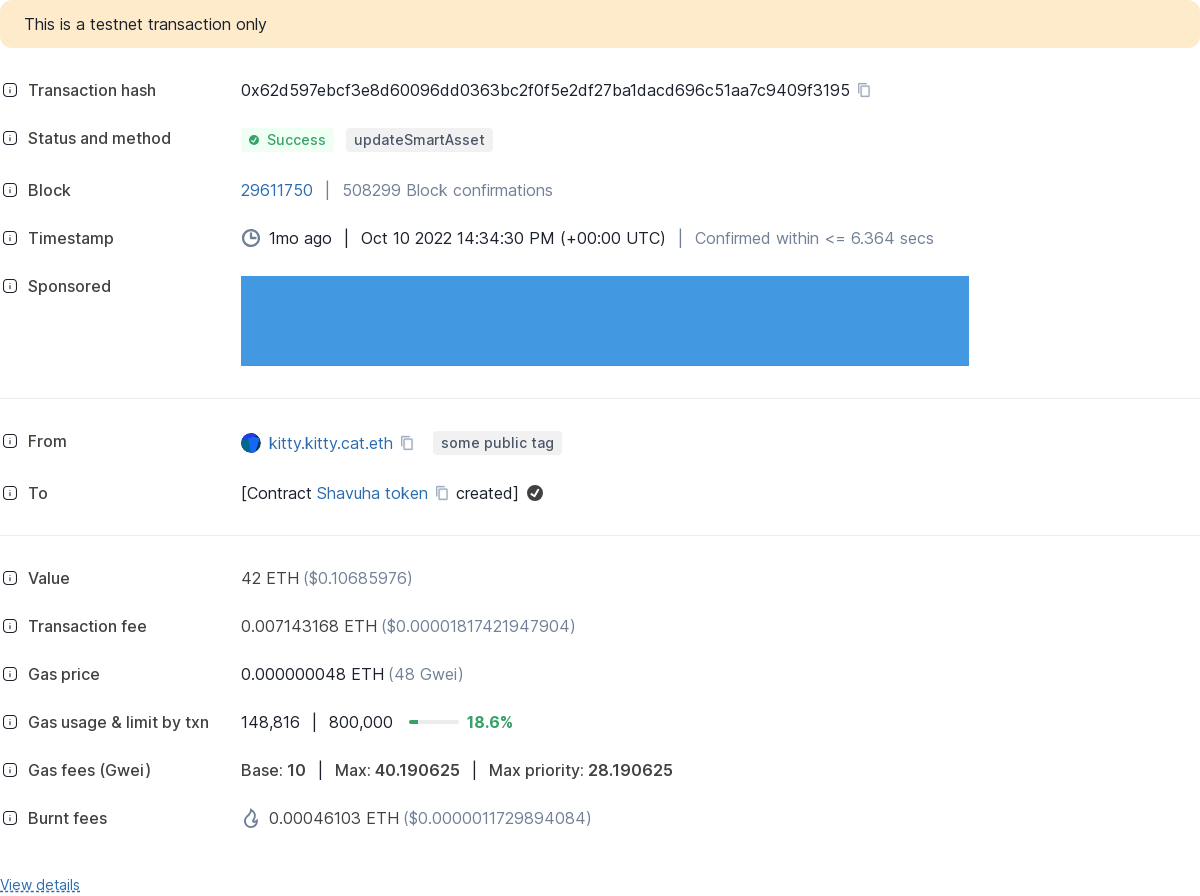 This is a testnet transaction only
Transaction hash 0x62d597ebcf3e8d60096dd0363bc2f0f5e2df27ba1dacd696c51aa7c9409f3195
Status and method Success updateSmartAsset
Block 29611750 | 508299 Block confirmations
Timestamp 1mo ago | Oct 10 2022 14:34:30 PM (+00:00 UTC) | Confirmed within <= 6.364 secs
Sponsored
From kitty.kitty.cat.eth some public tag
To [Contract Shavuha token created]
Value 42 ETH ($0.10685976)
Transaction fee 0.007143168 ETH ($0.00001817421947904)
Gas price 0.000000048 ETH (48 Gwei)
Gas usage & limit by txn 148,816 | 800,000 18.6%
Gas fees (Gwei) Base: 10 | Max: 40.190625 | Max priority: 28.190625
Burnt fees 0.00046103 ETH ($0.0000011729894084)
View details